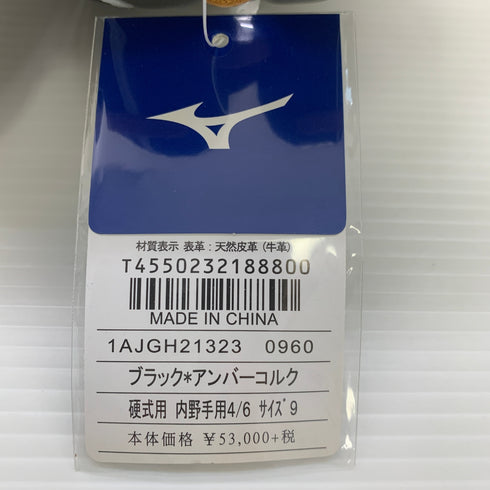 材質表示 表革：天然皮革（牛革）
T4550232188800
MADE IN CHINA
1AJGH21323 0960
ブラック*アンバーコルク
硬式用 内野手用4/6 ｻｲｽﾞ9
本体価格 ￥53,000+税